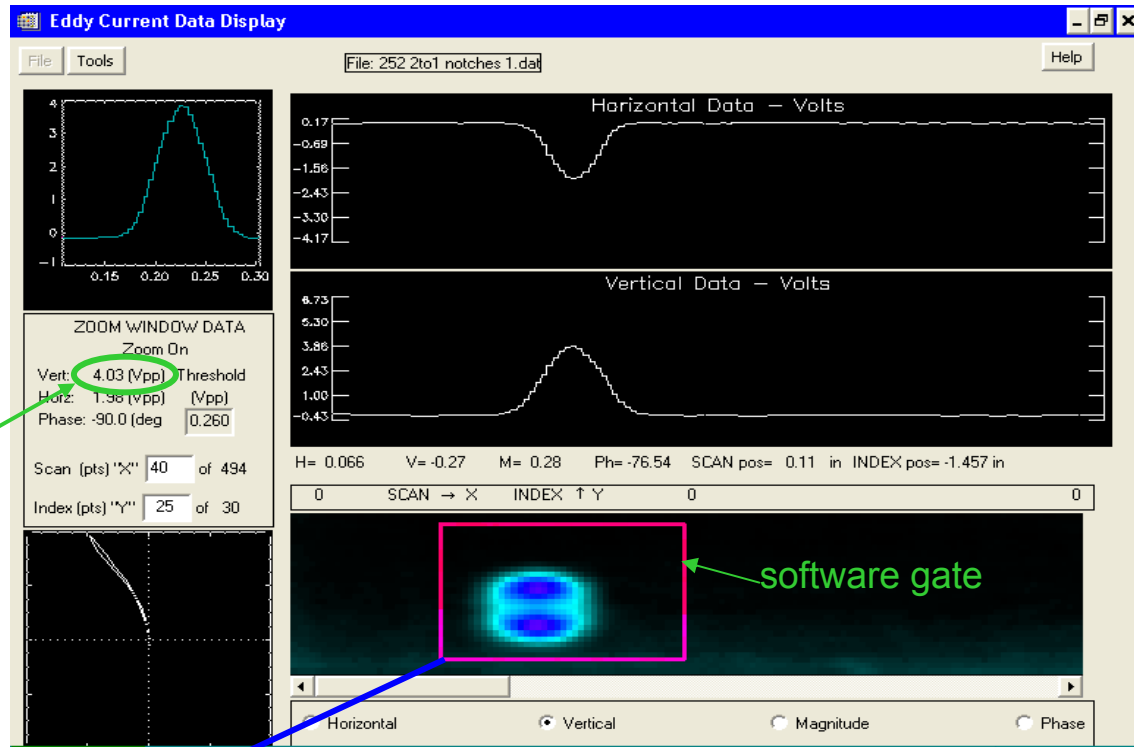 Eddy Current Data Display
File Tools
File: 252 2to1 notches 1.dat
Help
4
3
2
1
0
-1
0.15 0.20 0.25 0.30
Horizontal Data – Volts
0.17
-0.69
-1.56
-2.43
-3.30
-4.17
Vertical Data – Volts
6.73
5.30
3.86
2.43
1.00
-0.43
ZOOM WINDOW DATA
Zoom On
Vert: 4.03 (Vpp) Threshold
Horiz: 1.98 (Vpp) (Vpp)
Phase: -90.0 (deg 0.260
Scan (pts) "X" 40 of 494
Index (pts) "Y" 25 of 30
H= 0.066 V= -0.27 M= 0.28 Ph= -76.54 SCAN pos= 0.11 in INDEX pos= -1.457 in
0 SCAN → X INDEX ↑ Y 0 0
software gate
Horizontal Vertical Magnitude Phase